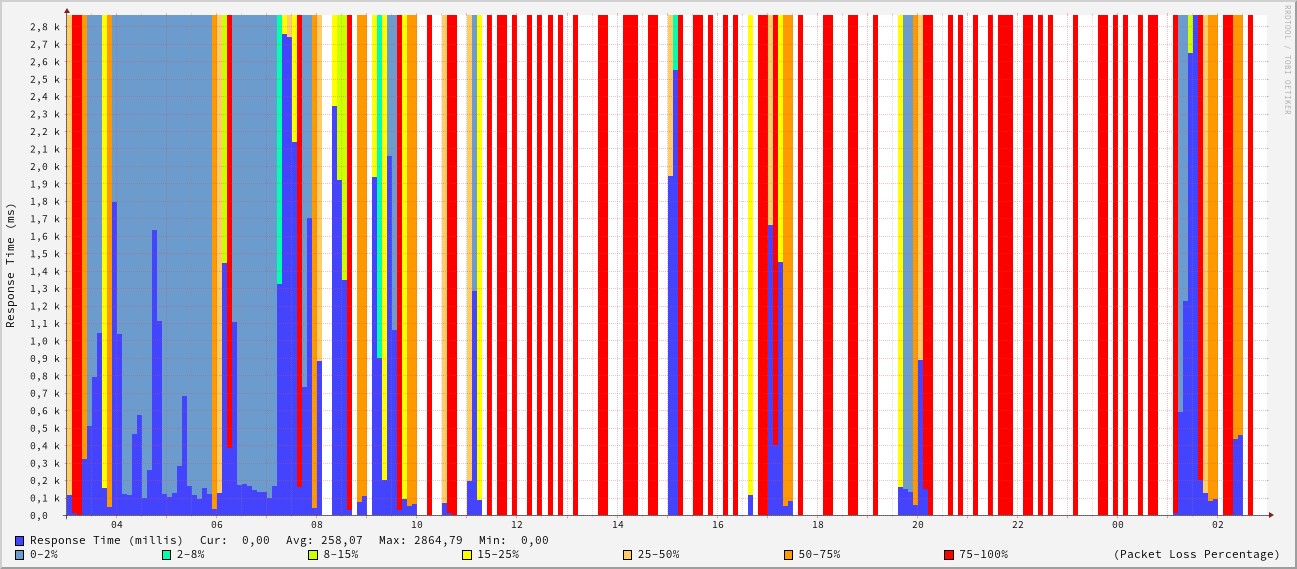 RRDTOOL / TOBI OETIKER
Response Time (ms)
2,8 k
2,7 k
2,6 k
2,5 k
2,4 k
2,3 k
2,2 k
2,1 k
2,0 k
1,9 k
1,8 k
1,7 k
1,6 k
1,5 k
1,4 k
1,3 k
1,2 k
1,1 k
1,0 k
0,9 k
0,8 k
0,7 k
0,6 k
0,5 k
0,4 k
0,3 k
0,2 k
0,1 k
0,0
04 06 08 10 12 14 16 18 20 22 00 02
Response Time (millis) Cur: 0,00 Avg: 258,07 Max: 2864,79 Min: 0,00
0-2% 2-8% 8-15% 15-25% 25-50% 50-75% 75-100% (Packet Loss Percentage)